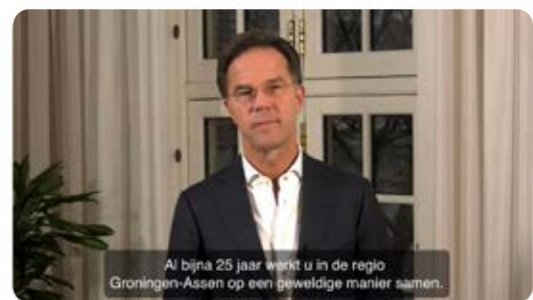 Al bijna 25 jaar werkt u in de regio
Groningen-Assen op een geweldige manier samen.